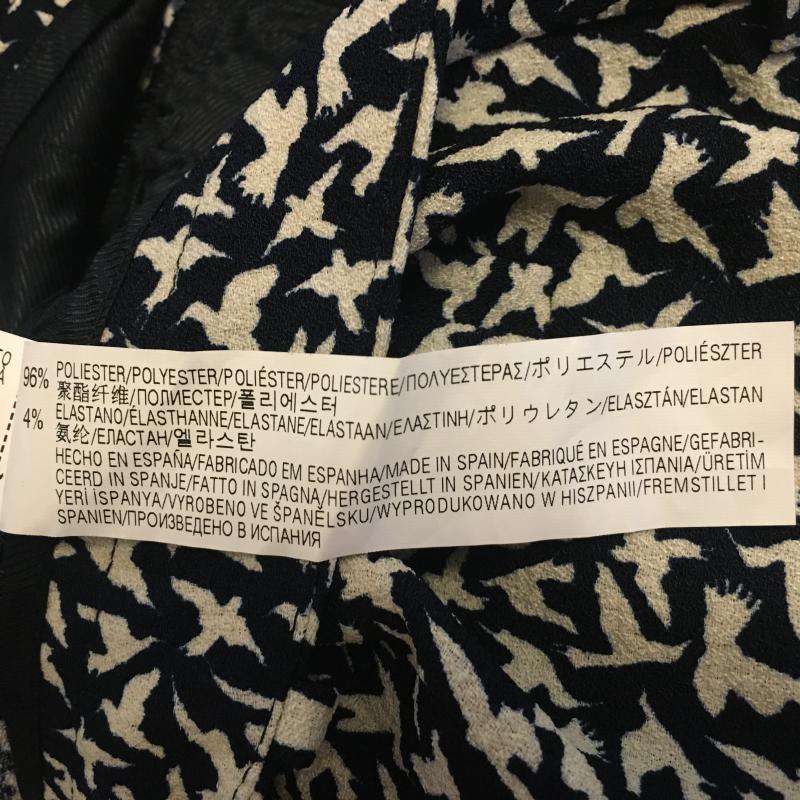 96% POLIESTER/POLYESTER/POLIÉSTER/POLIESTERE/ΠΟΛΥΕΣΤΕΡΑΣ/ポリエステル/POLIÉSZTER
聚酯纤维/ПОЛИЕСТЕР/폴리에스터
4% ELASTANO/ÉLASTHANNE/ELASTANE/ELASTAAN/ΕΛΑΣΤΙΝΗ/ポリウレタン/ELASZTÁN/ELASTAN
氨纶/ЕЛАСТАН/엘라스탄
HECHO EN ESPAÑA/FABRICADO EM ESPANHA/MADE IN SPAIN/FABRIQUÉ EN ESPAGNE/GEFABRI-
CEERD IN SPANJE/FATTO IN SPAGNA/HERGESTELLT IN SPANIEN/ΚΑΤΑΣΚΕΥΗ ΙΣΠΑΝΙΑ/ÜRETİM
YERİ İSPANYA/VYROBENO VE ŠPANĚLSKU/WYPRODUKOWANO W HISZPANII/FREMSTILLET I
SPANIEN/ПРОИЗВЕДЕНО В ИСПАНИЯ